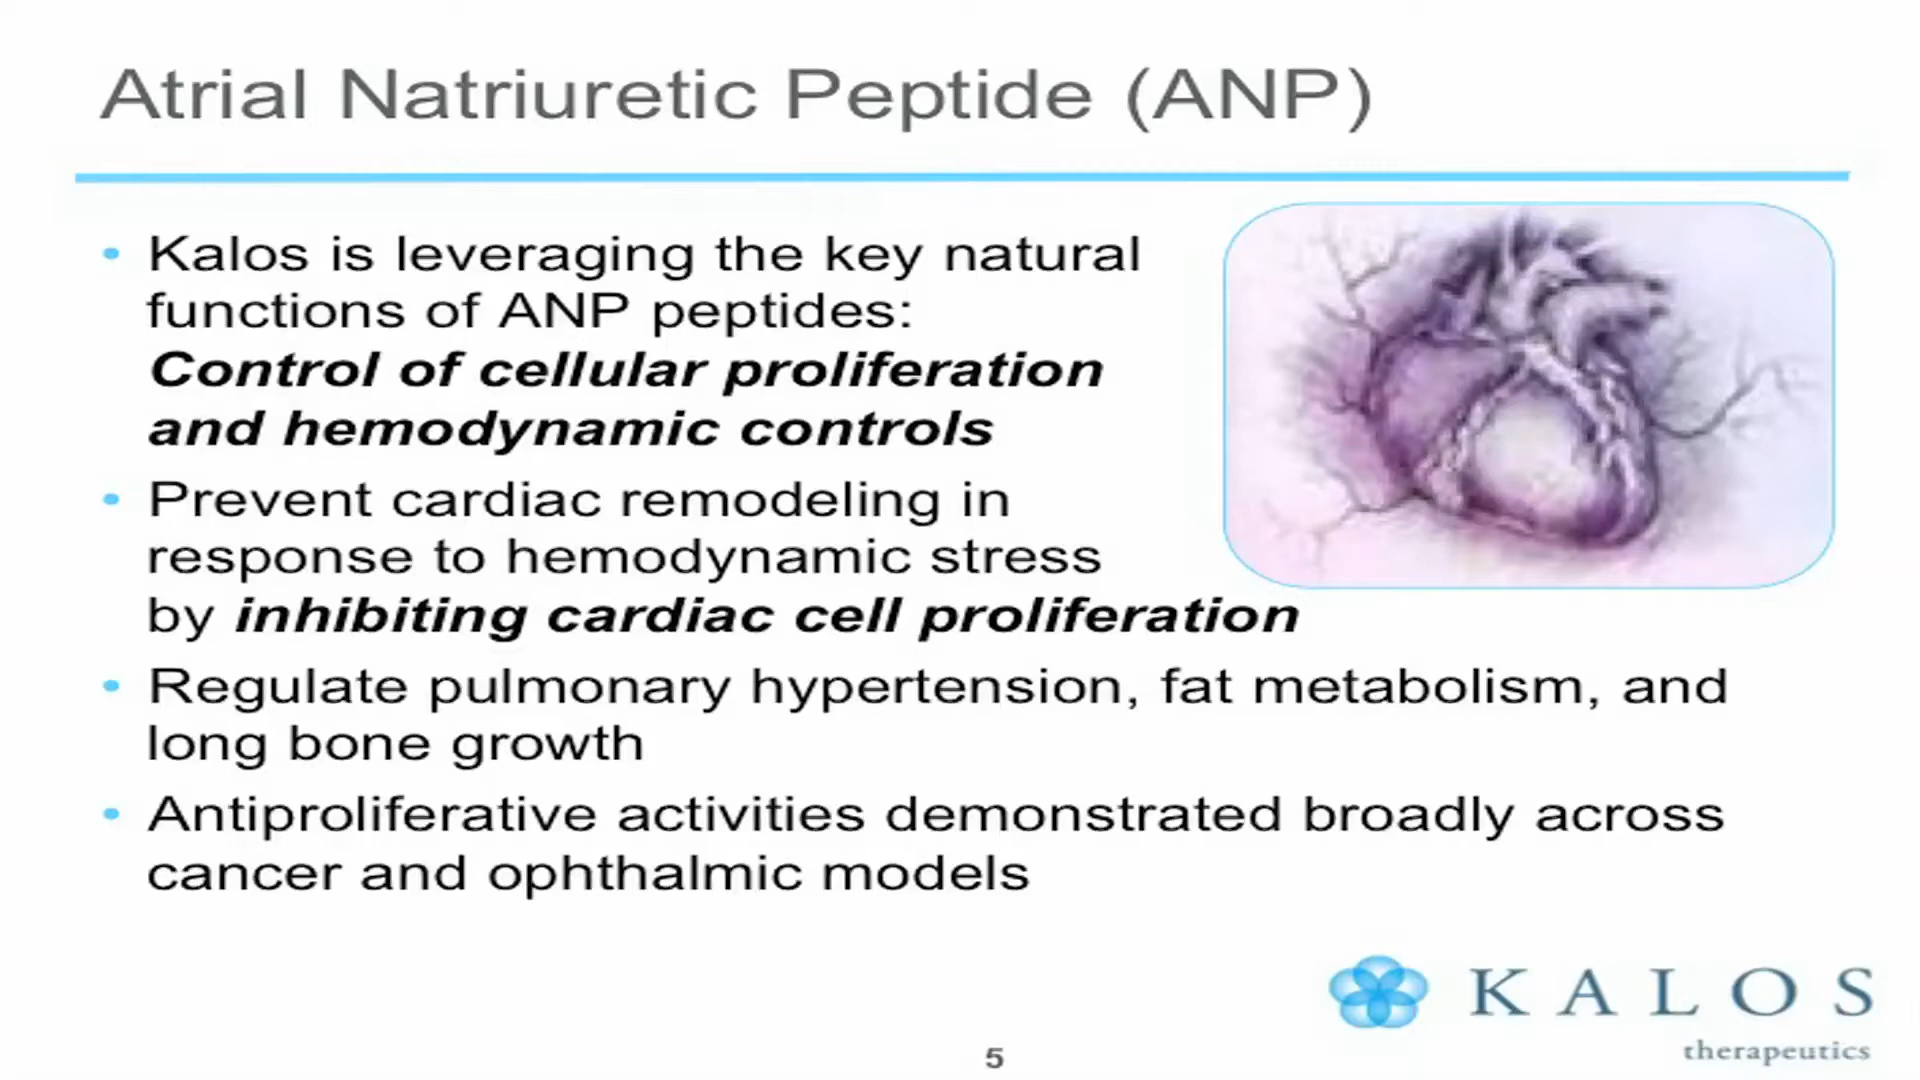 Atrial Natriuretic Peptide (ANP)
• Kalos is leveraging the key natural
functions of ANP peptides:
Control of cellular proliferation
and hemodynamic controls
• Prevent cardiac remodeling in
response to hemodynamic stress
by inhibiting cardiac cell proliferation
• Regulate pulmonary hypertension, fat metabolism, and
long bone growth
• Antiproliferative activities demonstrated broadly across
cancer and ophthalmic models
KALOS
therapeutics
5